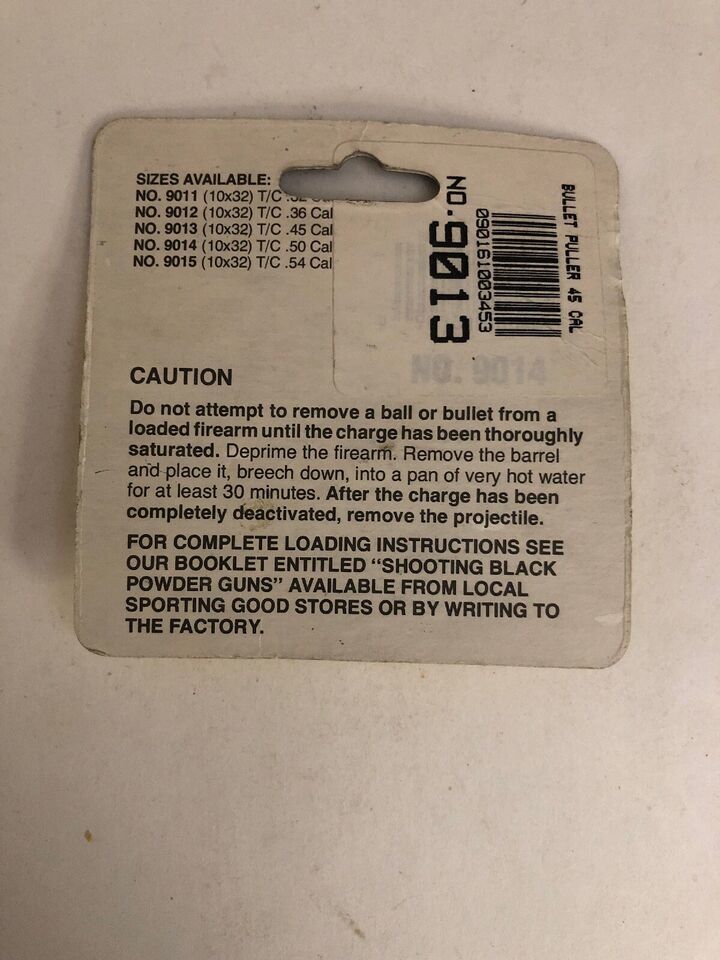 SIZES AVAILABLE:
NO. 9011 (10x32) T/C
NO. 9012 (10x32) T/C .36 Cal
NO. 9013 (10x32) T/C .45 Cal
NO. 9014 (10x32) T/C .50 Cal
NO. 9015 (10x32) T/C .54 Cal
BULLET PULLER 45 CAL
090161003453
NO. 9013
NO. 9014
CAUTION
Do not attempt to remove a ball or bullet from a
loaded firearm until the charge has been thoroughly
saturated. Deprime the firearm. Remove the barrel
and place it, breech down, into a pan of very hot water
for at least 30 minutes. After the charge has been
completely deactivated, remove the projectile.
FOR COMPLETE LOADING INSTRUCTIONS SEE
OUR BOOKLET ENTITLED “SHOOTING BLACK
POWDER GUNS” AVAILABLE FROM LOCAL
SPORTING GOOD STORES OR BY WRITING TO
THE FACTORY.